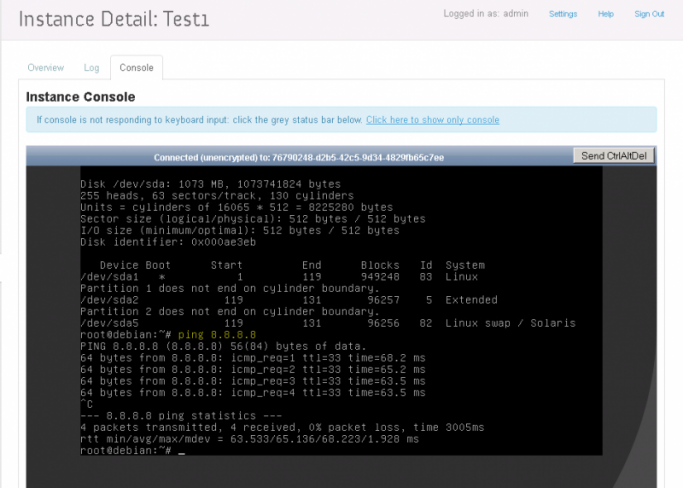 Instance Detail: Test1
Logged in as: admin Settings Help Sign Out
Overview Log Console
Instance Console
If console is not responding to keyboard input: click the grey status bar below. Click here to show only console
Connected (unencrypted) to: 76790248-d2b5-42c5-9d34-4829fb65c7ee
Send CtrlAltDel
Disk /dev/sda: 1073 MB, 1073741824 bytes
255 heads, 63 sectors/track, 130 cylinders
Units = cylinders of 16065 * 512 = 8225280 bytes
Sector size (logical/physical): 512 bytes / 512 bytes
I/O size (minimum/optimal): 512 bytes / 512 bytes
Disk identifier: 0x000ae3eb
Device Boot Start End Blocks Id System
/dev/sda1 * 1 119 949248 83 Linux
Partition 1 does not end on cylinder boundary.
/dev/sda2 119 131 96257 5 Extended
Partition 2 does not end on cylinder boundary.
/dev/sda5 119 131 96256 82 Linux swap / Solaris
root@debian:~# ping 8.8.8.8
PING 8.8.8.8 (8.8.8.8) 56(84) bytes of data.
64 bytes from 8.8.8.8: icmp_req=1 ttl=33 time=68.2 ms
64 bytes from 8.8.8.8: icmp_req=2 ttl=33 time=65.2 ms
64 bytes from 8.8.8.8: icmp_req=3 ttl=33 time=63.5 ms
64 bytes from 8.8.8.8: icmp_req=4 ttl=33 time=63.5 ms
^C
--- 8.8.8.8 ping statistics ---
4 packets transmitted, 4 received, 0% packet loss, time 3005ms
rtt min/avg/max/mdev = 63.533/65.136/68.223/1.928 ms
root@debian:~# _